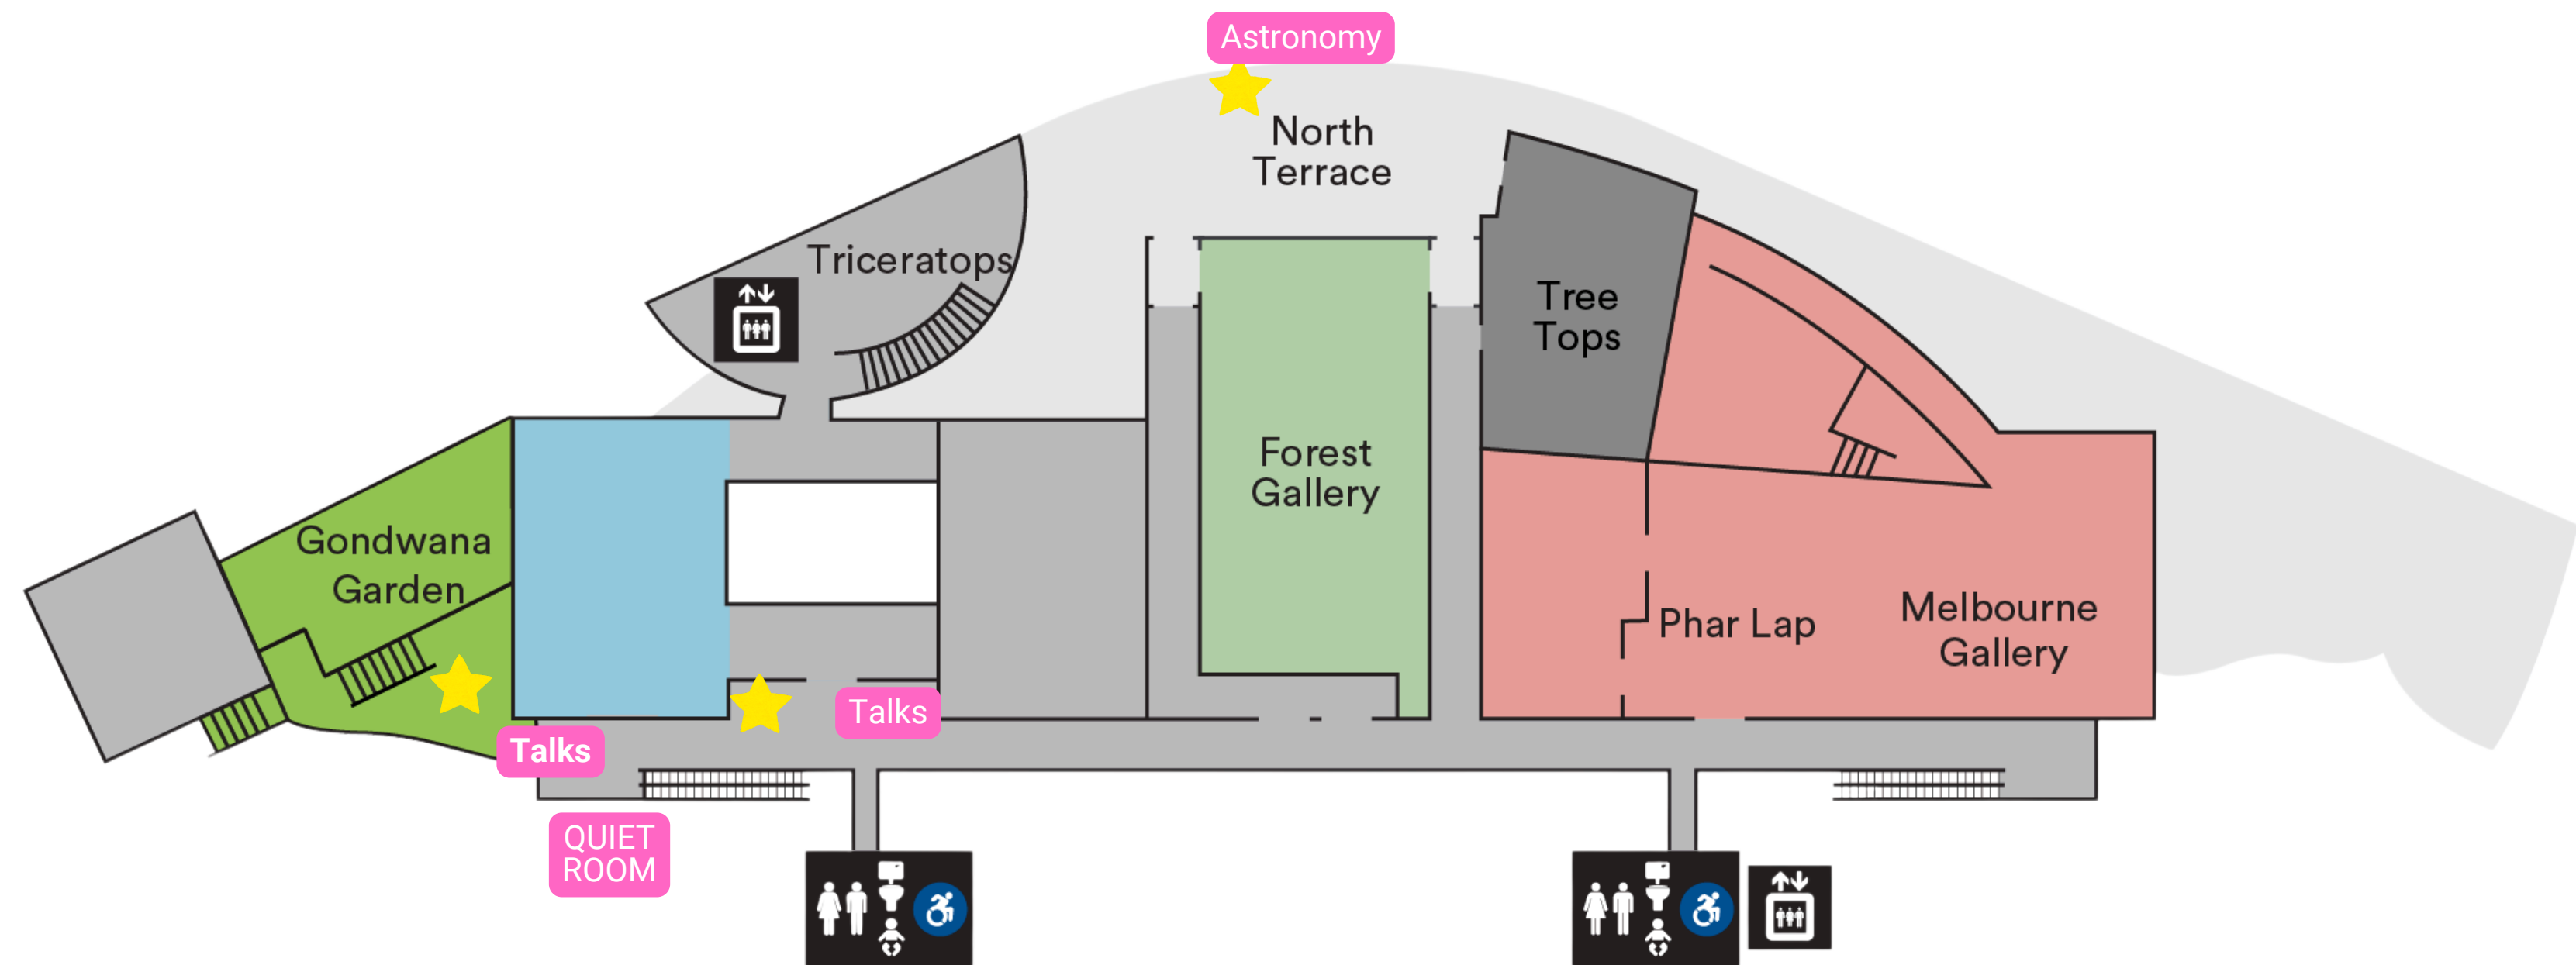 Astronomy
North
Terrace
Triceratops
Tree
Tops
Forest
Gallery
Gondwana
Garden
Phar Lap
Melbourne
Gallery
Talks
Talks
QUIET
ROOM